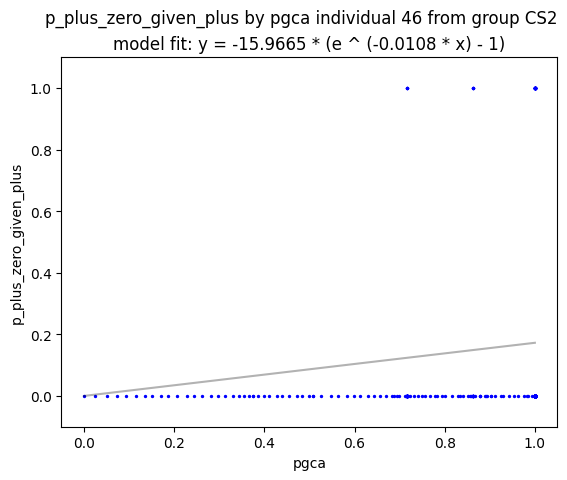 p_plus_zero_given_plus by pgca individual 46 from group CS2
model fit: y = -15.9665 * (e ^ (-0.0108 * x) - 1)
1.0
0.8
0.6
0.4
0.2
0.0
p_plus_zero_given_plus
0.0 0.2 0.4 0.6 0.8 1.0
pgca